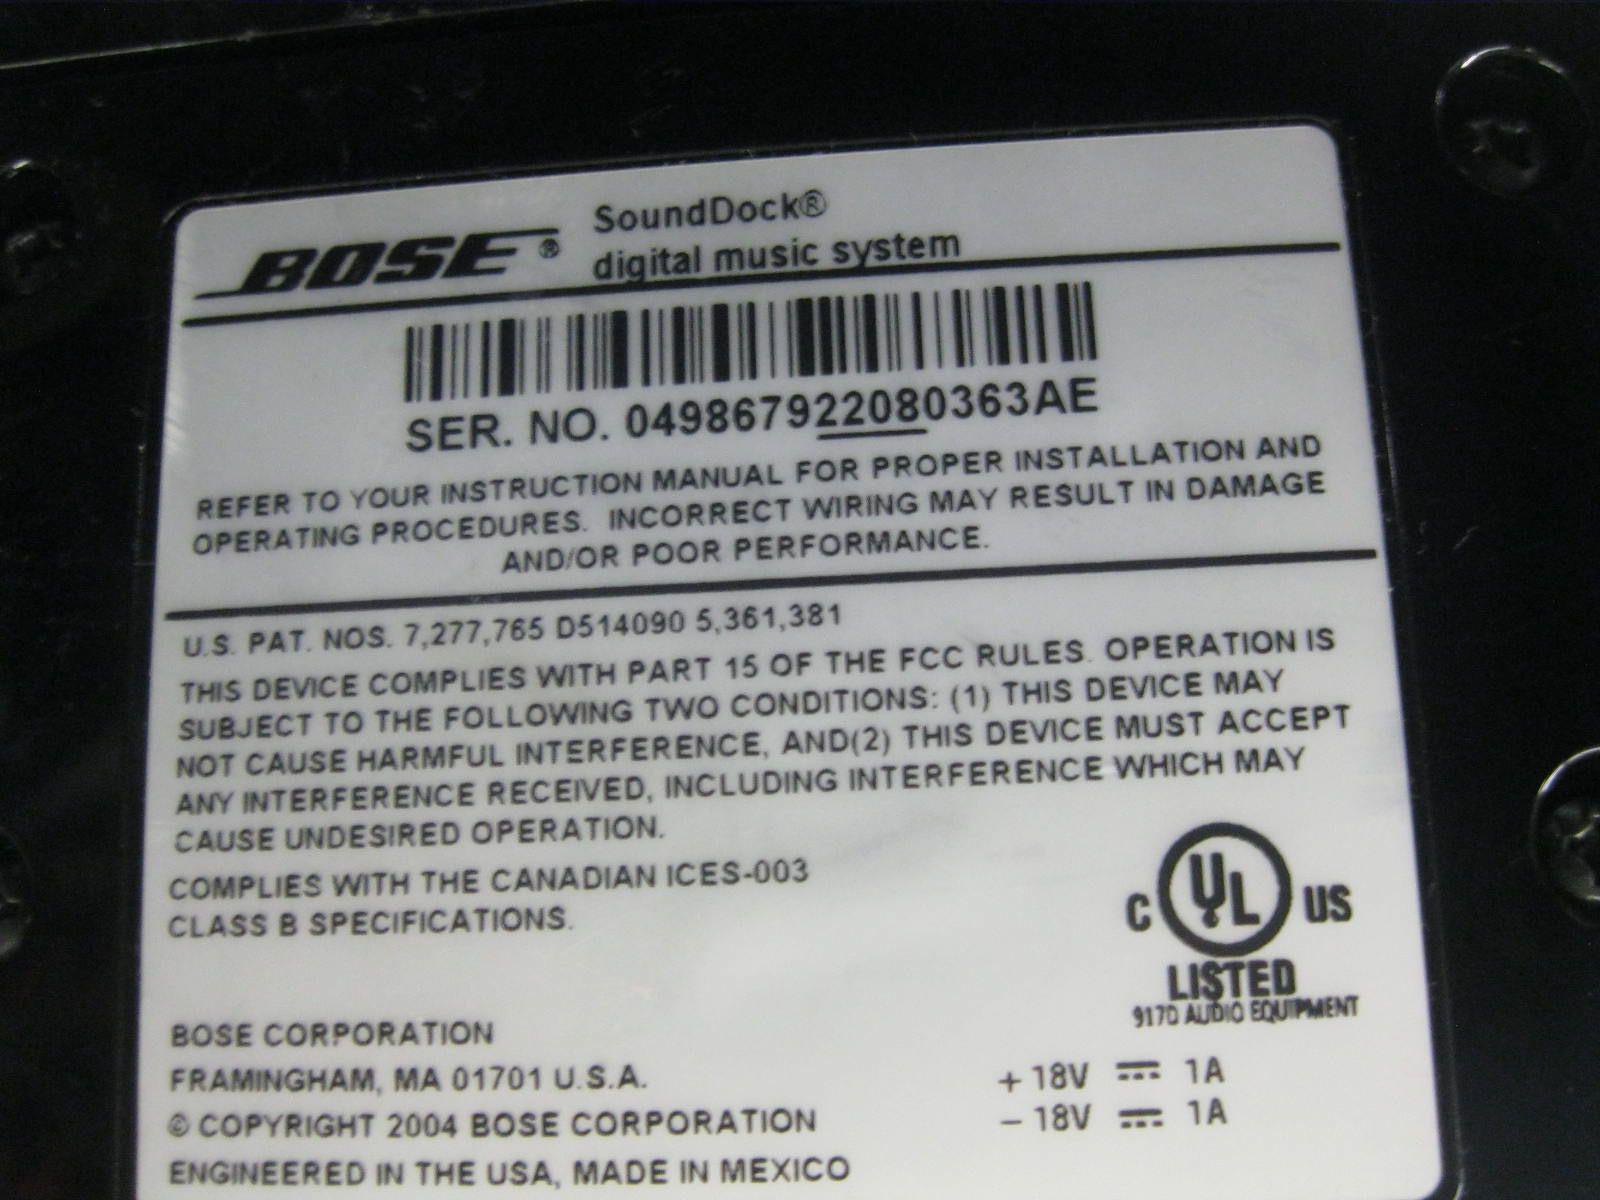 BOSE® SoundDock®
digital music system
SER. NO. 049867922080363AE
REFER TO YOUR INSTRUCTION MANUAL FOR PROPER INSTALLATION AND
OPERATING PROCEDURES. INCORRECT WIRING MAY RESULT IN DAMAGE
AND/OR POOR PERFORMANCE.
U.S. PAT. NOS. 7,277,765 D514090 5,361,381
THIS DEVICE COMPLIES WITH PART 15 OF THE FCC RULES. OPERATION IS
SUBJECT TO THE FOLLOWING TWO CONDITIONS: (1) THIS DEVICE MAY
NOT CAUSE HARMFUL INTERFERENCE, AND(2) THIS DEVICE MUST ACCEPT
ANY INTERFERENCE RECEIVED, INCLUDING INTERFERENCE WHICH MAY
CAUSE UNDESIRED OPERATION.
COMPLIES WITH THE CANADIAN ICES-003
CLASS B SPECIFICATIONS.
C UL US
LISTED
917D AUDIO EQUIPMENT
BOSE CORPORATION
FRAMINGHAM, MA 01701 U.S.A.
© COPYRIGHT 2004 BOSE CORPORATION
ENGINEERED IN THE USA, MADE IN MEXICO
+ 18V ⎓ 1A
– 18V ⎓ 1A